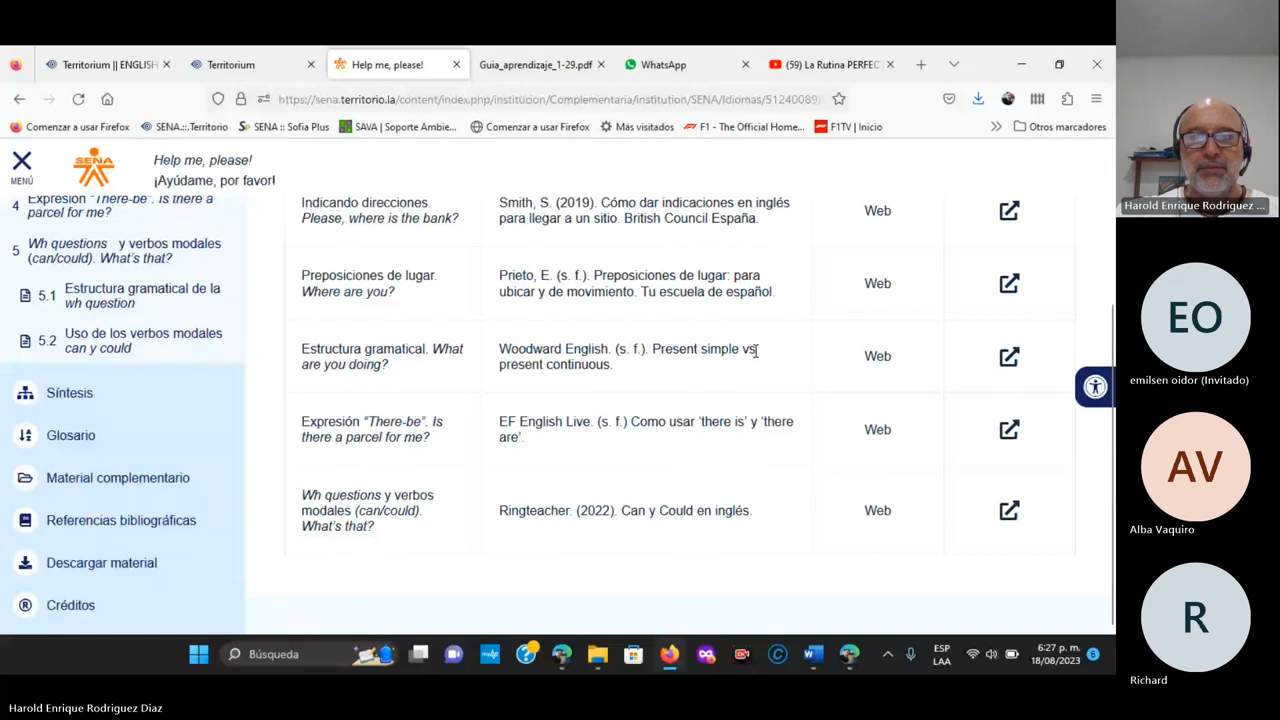 Territorium || ENGLISH
Territorium
Help me, please!
Guia_aprendizaje_1-29.pdf
WhatsApp
(59) La Rutina PERFEC
https://sena.territorio.la/content/index.php/institucion/Complementaria/institution/SENA/Idiomas/51240089
Comenzar a usar Firefox
SENA.::.Territorio
SENA :: Sofia Plus
SAVA | Soporte Ambie...
Comenzar a usar Firefox
Más visitados
F1 - The Official Home...
F1TV | Inicio
Otros marcadores
MENÚ
SENA
Help me, please!
¡Ayúdame, por favor!
4
Expresión “There-be”. Is there a
parcel for me?
5
Wh questions y verbos modales
(can/could). What’s that?
5.1
Estructura gramatical de la
wh question
5.2
Uso de los verbos modales
can y could
Síntesis
Glosario
Material complementario
Referencias bibliográficas
Descargar material
Créditos
Indicando direcciones.
Please, where is the bank?
Smith, S. (2019). Cómo dar indicaciones en inglés
para llegar a un sitio. British Council España.
Web
Preposiciones de lugar.
Where are you?
Prieto, E. (s. f.). Preposiciones de lugar: para
ubicar y de movimiento. Tu escuela de español.
Web
Estructura gramatical. What
are you doing?
Woodward English. (s. f.). Present simple vs
present continuous.
Web
Expresión “There-be”. Is
there a parcel for me?
EF English Live. (s. f.) Como usar ‘there is’ y ‘there
are’.
Web
Wh questions y verbos
modales (can/could).
What’s that?
Ringteacher. (2022). Can y Could en inglés.
Web
Búsqueda
ESP
LAA
6:27 p. m.
18/08/2023
6
Harold Enrique Rodriguez ...
EO
emilsen oidor (Invitado)
AV
Alba Vaquiro
R
Richard
Harold Enrique Rodriguez Diaz